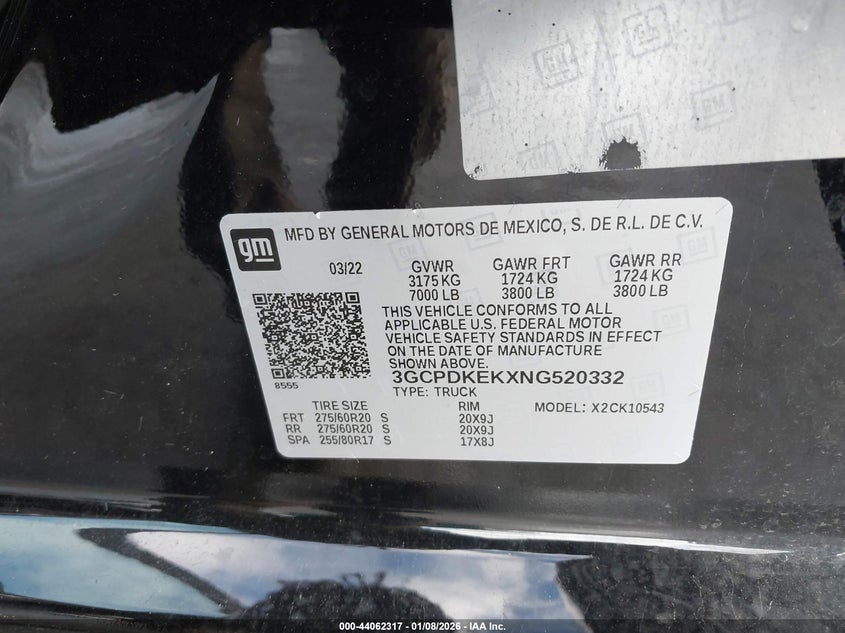 gm
MFD BY GENERAL MOTORS DE MEXICO, S. DE R.L. DE C.V.
03/22 GVWR GAWR FRT GAWR RR
3175 KG 1724 KG 1724 KG
7000 LB 3800 LB 3800 LB
THIS VEHICLE CONFORMS TO ALL
APPLICABLE U.S. FEDERAL MOTOR
VEHICLE SAFETY STANDARDS IN EFFECT
ON THE DATE OF MANUFACTURE
SHOWN ABOVE.
8555
3GCPDKEKXNG520332
TYPE: TRUCK
TIRE SIZE RIM MODEL: X2CK10543
FRT 275/60R20 S 20X9J
RR 275/60R20 S 20X9J
SPA 255/80R17 S 17X8J
000-44062317 - 01/08/2026 - IAA Inc.